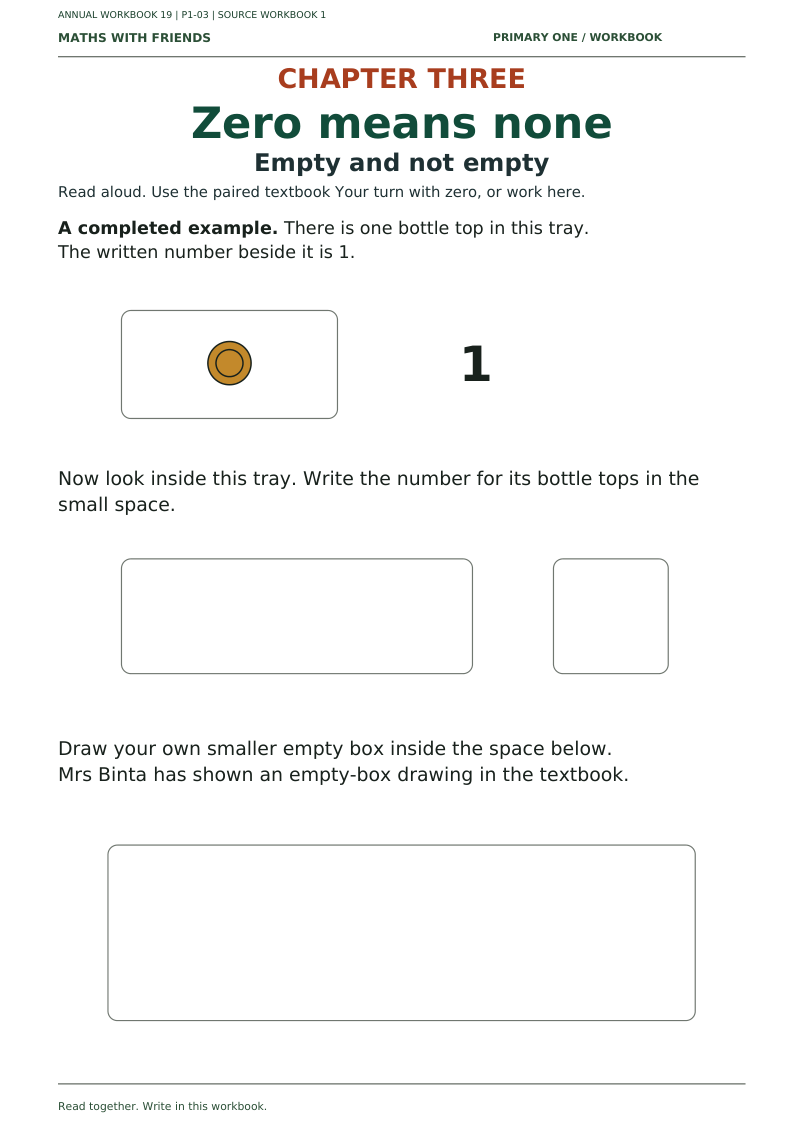 ANNUAL WORKBOOK 19 | P1-03 | SOURCE WORKBOOK 1
MATHS WITH FRIENDS
PRIMARY ONE / WORKBOOK
CHAPTER THREE
Zero means none
Empty and not empty
Read aloud. Use the paired textbook Your turn with zero, or work here.
A completed example. There is one bottle top in this tray.
The written number beside it is 1.
1
Now look inside this tray. Write the number for its bottle tops in the
small space.
Draw your own smaller empty box inside the space below.
Mrs Binta has shown an empty-box drawing in the textbook.
Read together. Write in this workbook.